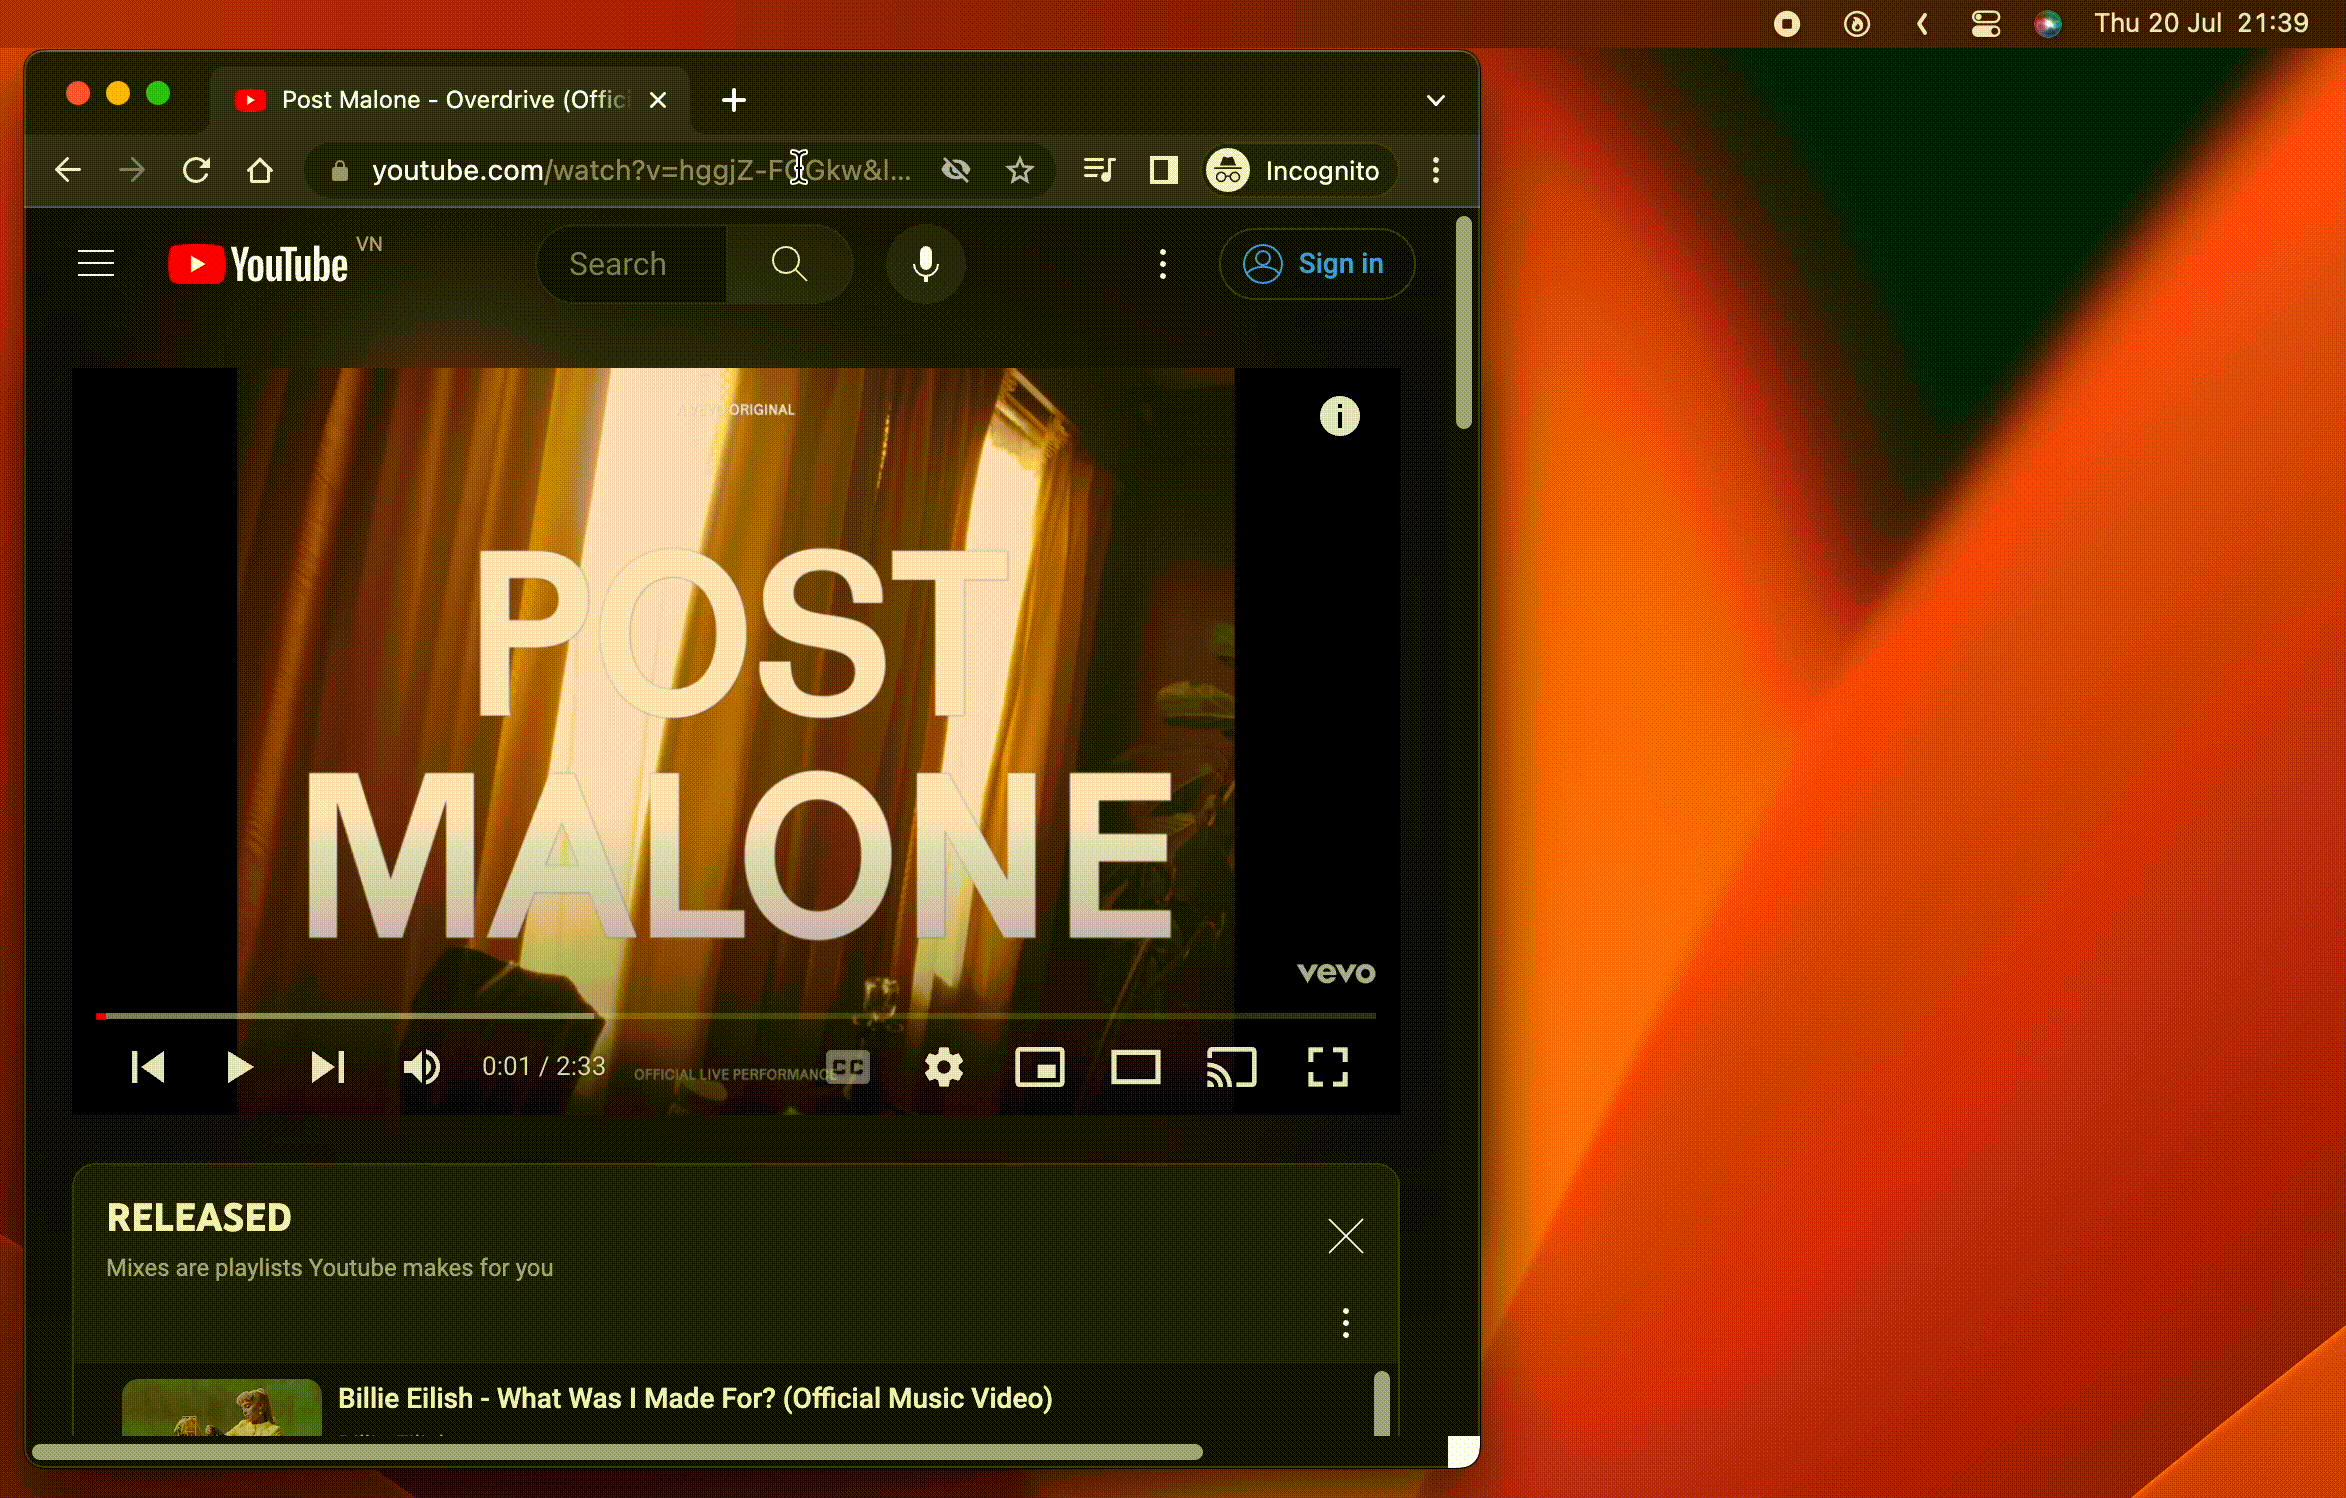 Thu 20 Jul 21:39
Post Malone - Overdrive (Offic
youtube.com/watch?v=hggjZ-F Gkw&l...
Incognito
YouTube VN
Search
Sign in
ORIGINAL
POST
MALONE
vevo
0:01 / 2:33
OFFICIAL LIVE PERFORMANCE
CC
RELEASED
Mixes are playlists Youtube makes for you
Billie Eilish - What Was I Made For? (Official Music Video)